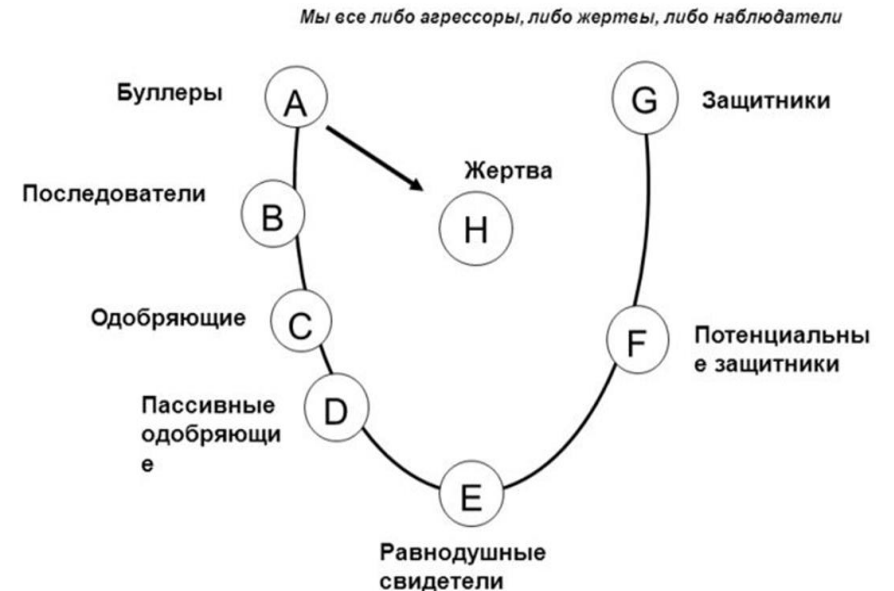 Мы все либо агрессоры, либо жертвы, либо наблюдатели
Буллеры
A
G
Защитники
Жертва
Последователи
B
H
Одобряющие
C
F
Потенциальны
е защитники
Пассивные
одобряющи
е
D
E
Равнодушные
свидетели